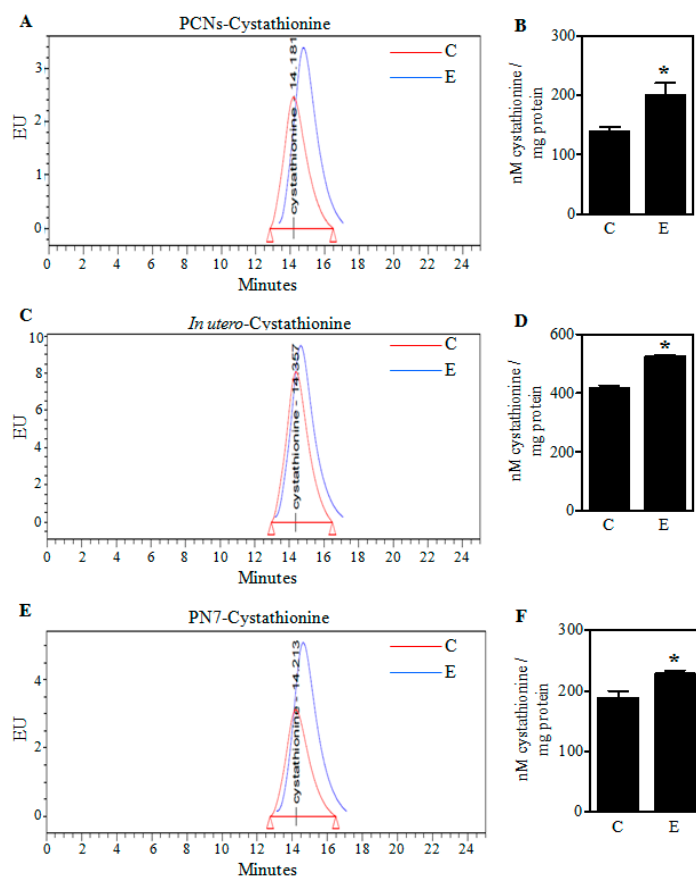 A
PCNs-Cystathionine
EU
3
2
1
0
cystathionine - 14.181
C
E
0 2 4 6 8 10 12 14 16 18 20 22 24
Minutes
B
nM cystathionine /
mg protein
300
200
100
0
*
C E
C
In utero-Cystathionine
EU
10
8
6
4
2
0
cystathionine - 14.357
C
E
0 2 4 6 8 10 12 14 16 18 20 22 24
Minutes
D
nM cystathionine /
mg protein
600
400
200
0
*
C E
E
PN7-Cystathionine
EU
4
2
0
cystathionine - 14.213
C
E
0 2 4 6 8 10 12 14 16 18 20 22 24
Minutes
F
nM cystathionine /
mg protein
300
200
100
0
*
C E